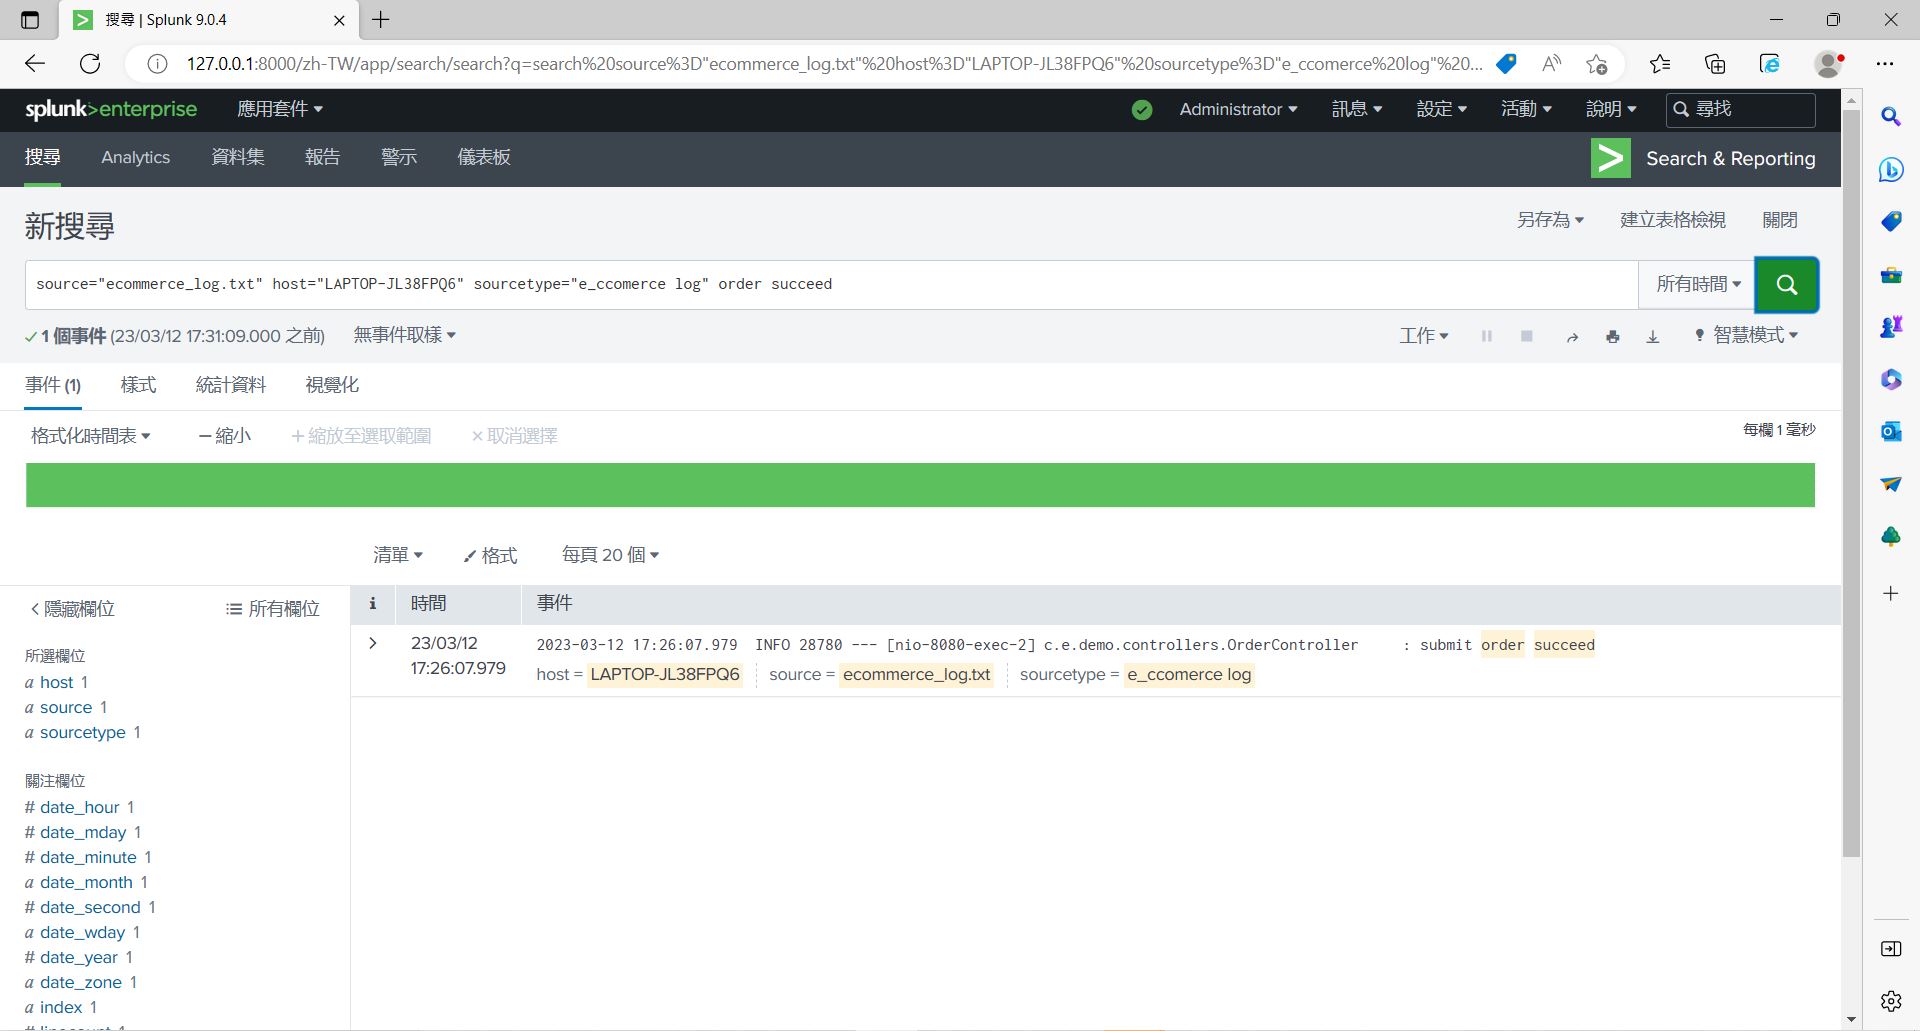 搜尋 | Splunk 9.0.4
127.0.0.1:8000/zh-TW/app/search/search?q=search%20source%3D"ecommerce_log.txt"%20host%3D"LAPTOP-JL38FPQ6"%20sourcetype%3D"e_ccomerce%20log"%20...
splunk>enterprise 應用套件 Administrator 訊息 設定 活動 說明 尋找
搜尋 Analytics 資料集 報告 警示 儀表板 Search & Reporting
新搜尋 另存為 建立表格檢視 關閉
source="ecommerce_log.txt" host="LAPTOP-JL38FPQ6" sourcetype="e_ccomerce log" order succeed 所有時間
1 個事件 (23/03/12 17:31:09.000 之前) 無事件取樣 工作 智慧模式
事件 (1) 樣式 統計資料 視覺化
格式化時間表 − 縮小 + 縮放至選取範圍 × 取消選擇 每欄 1 毫秒
清單 格式 每頁 20 個
< 隱藏欄位 所有欄位 i 時間 事件
所選欄位
a host 1
a source 1
a sourcetype 1
關注欄位
# date_hour 1
# date_mday 1
# date_minute 1
a date_month 1
# date_second 1
a date_wday 1
# date_year 1
a date_zone 1
a index 1
> 23/03/12 2023-03-12 17:26:07.979 INFO 28780 --- [nio-8080-exec-2] c.e.demo.controllers.OrderController : submit order succeed
17:26:07.979 host = LAPTOP-JL38FPQ6 source = ecommerce_log.txt sourcetype = e_ccomerce log